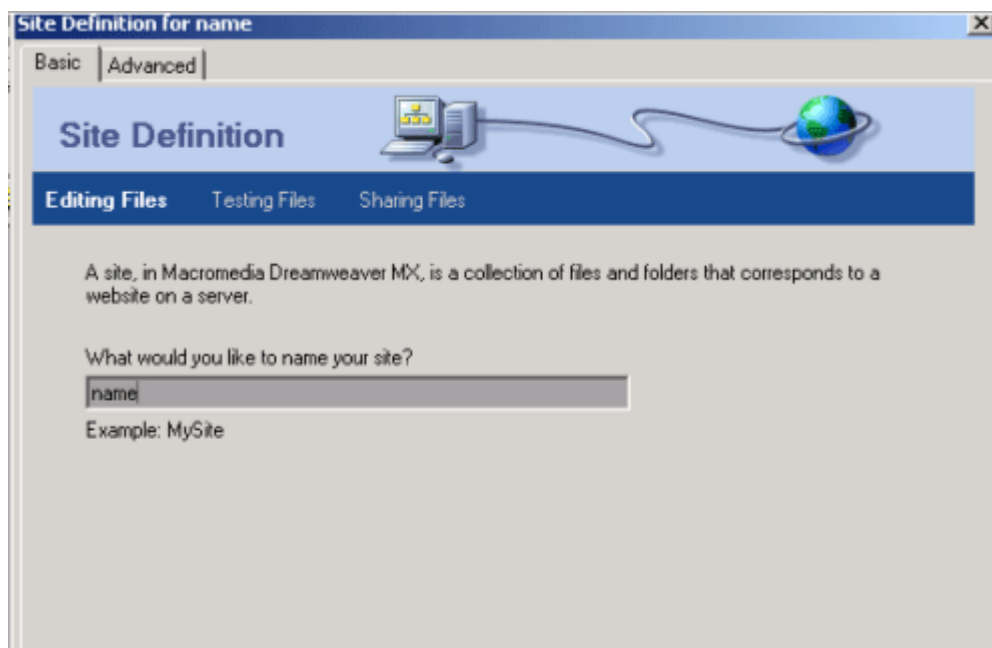 Site Definition for name
Basic Advanced
Site Definition
Editing Files Testing Files Sharing Files
A site, in Macromedia Dreamweaver MX, is a collection of files and folders that corresponds to a
website on a server.
What would you like to name your site?
name
Example: MySite